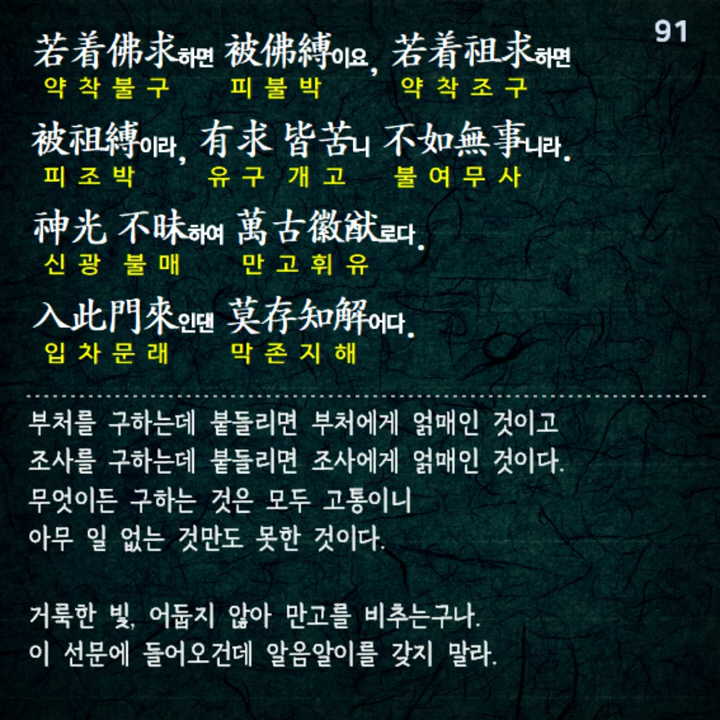 91
若着佛求하면 被佛縛이요, 若着祖求하면
약착불구 피불박 약착조구
被祖縛이라, 有求 皆苦니 不如無事니라.
피조박 유구 개고 불여무사
神光 不昧하여 萬古徽猷로다.
신광 불매 만고휘유
入此門來인댄 莫存知解어다.
입차문래 막존지해
부처를 구하는데 붙들리면 부처에게 얽매인 것이고
조사를 구하는데 붙들리면 조사에게 얽매인 것이다.
무엇이든 구하는 것은 모두 고통이니
아무 일 없는 것만도 못한 것이다.
거룩한 빛, 어둡지 않아 만고를 비추는구나.
이 선문에 들어오건데 알음알이를 갖지 말라.